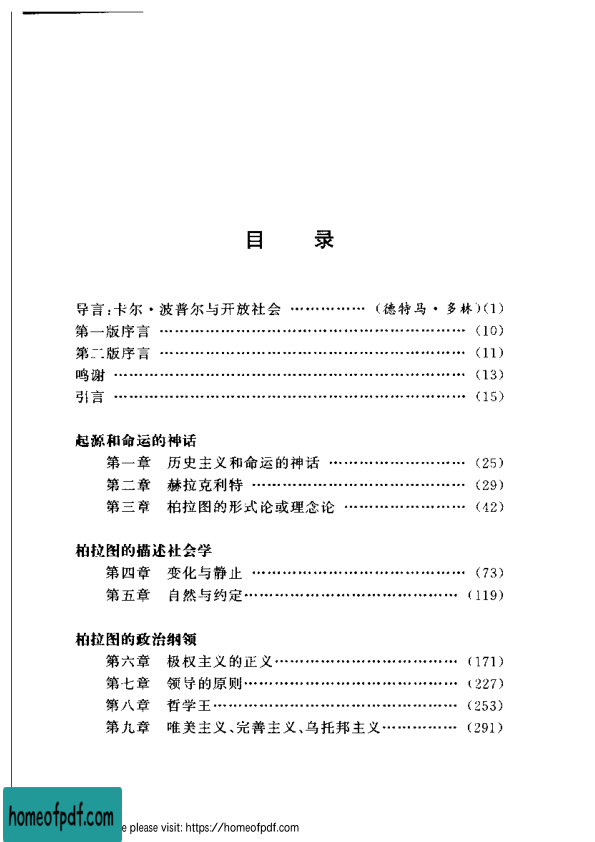 目 录
导言:卡尔·波普尔与开放社会 …………… (德特马·多林)(1)
第一版序言 ………………………………………………… (10)
第二版序言 ………………………………………………… (11)
鸣谢 ………………………………………………………… (13)
引言 ………………………………………………………… (15)
起源和命运的神话
第一章 历史主义和命运的神话 ……………………… (25)
第二章 赫拉克利特 …………………………………… (29)
第三章 柏拉图的形式论或理念论 …………………… (42)
柏拉图的描述社会学
第四章 变化与静止 …………………………………… (73)
第五章 自然与约定…………………………………… (119)
柏拉图的政治纲领
第六章 极权主义的正义……………………………… (171)
第七章 领导的原则…………………………………… (227)
第八章 哲学王………………………………………… (253)
第九章 唯美主义、完善主义、乌托邦主义…………… (291)
homeofpdf.com
e please visit: https://homeofpdf.com